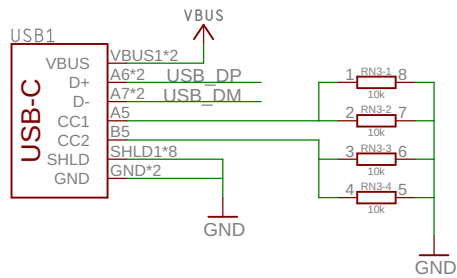 VBUS
USB1
USB-C
VBUS VBUS1*2
D+ A6*2 USB_DP
D- A7*2 USB_DM
CC1 A5
CC2 B5
SHLD SHLD1*8
GND GND*2
GND
1 RN3-1 8
10k
2 RN3-2 7
10k
3 RN3-3 6
10k
4 RN3-4 5
10k
GND